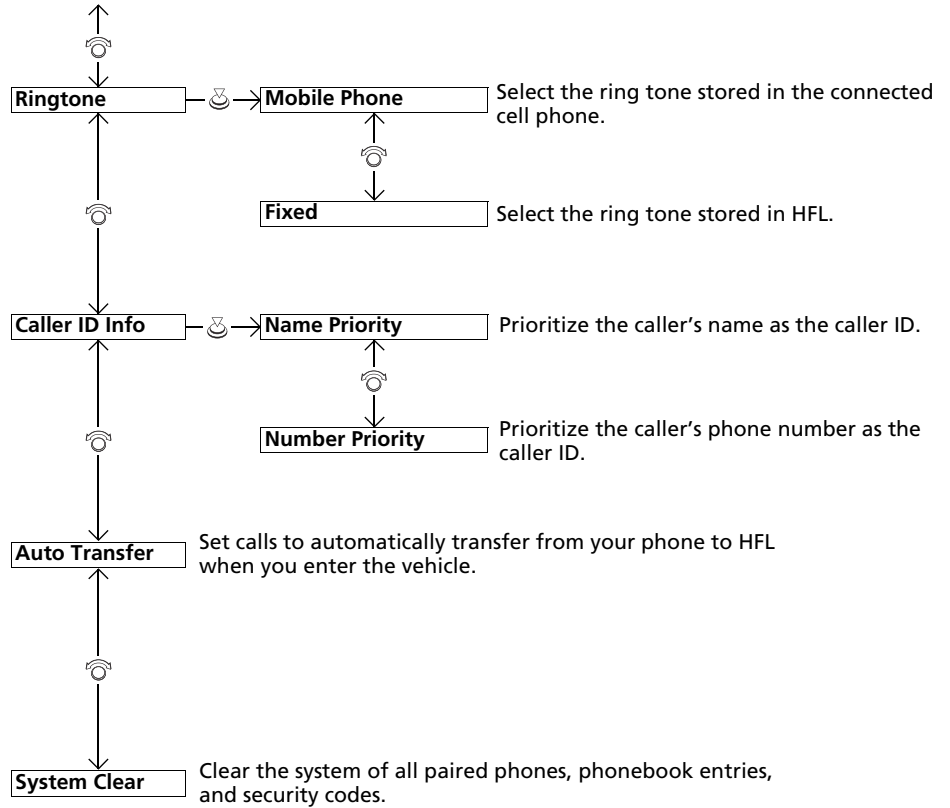 Ringtone
Mobile Phone
Select the ring tone stored in the connected
cell phone.
Fixed
Select the ring tone stored in HFL.
Caller ID Info
Name Priority
Prioritize the caller’s name as the caller ID.
Number Priority
Prioritize the caller’s phone number as the
caller ID.
Auto Transfer
Set calls to automatically transfer from your phone to HFL
when you enter the vehicle.
System Clear
Clear the system of all paired phones, phonebook entries,
and security codes.